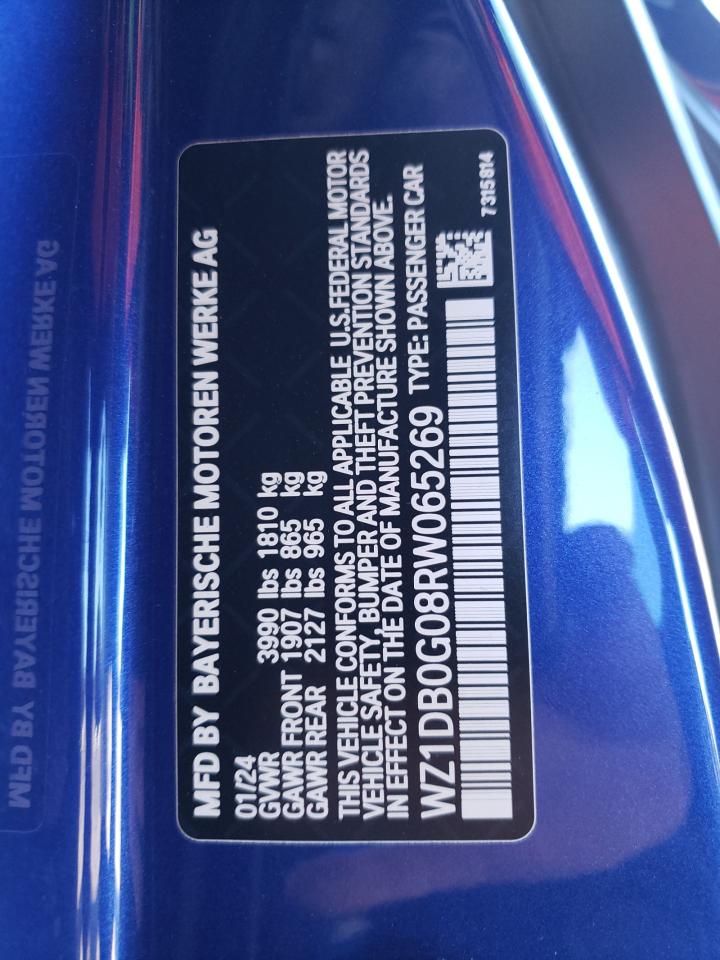 MFD BY BAYERISCHE MOTOREN WERKE AG
01/24
GVWR 3990 lbs 1810 kg
GAWR FRONT 1907 lbs 865 kg
GAWR REAR 2127 lbs 965 kg
THIS VEHICLE CONFORMS TO ALL APPLICABLE U.S.FEDERAL MOTOR
VEHICLE SAFETY, BUMPER AND THEFT PREVENTION STANDARDS
IN EFFECT ON THE DATE OF MANUFACTURE SHOWN ABOVE.
WZ1DB0G08RW065269 TYPE: PASSENGER CAR
7 315 814
MFD BY BAYERISCHE MOTOREN WERKE AG